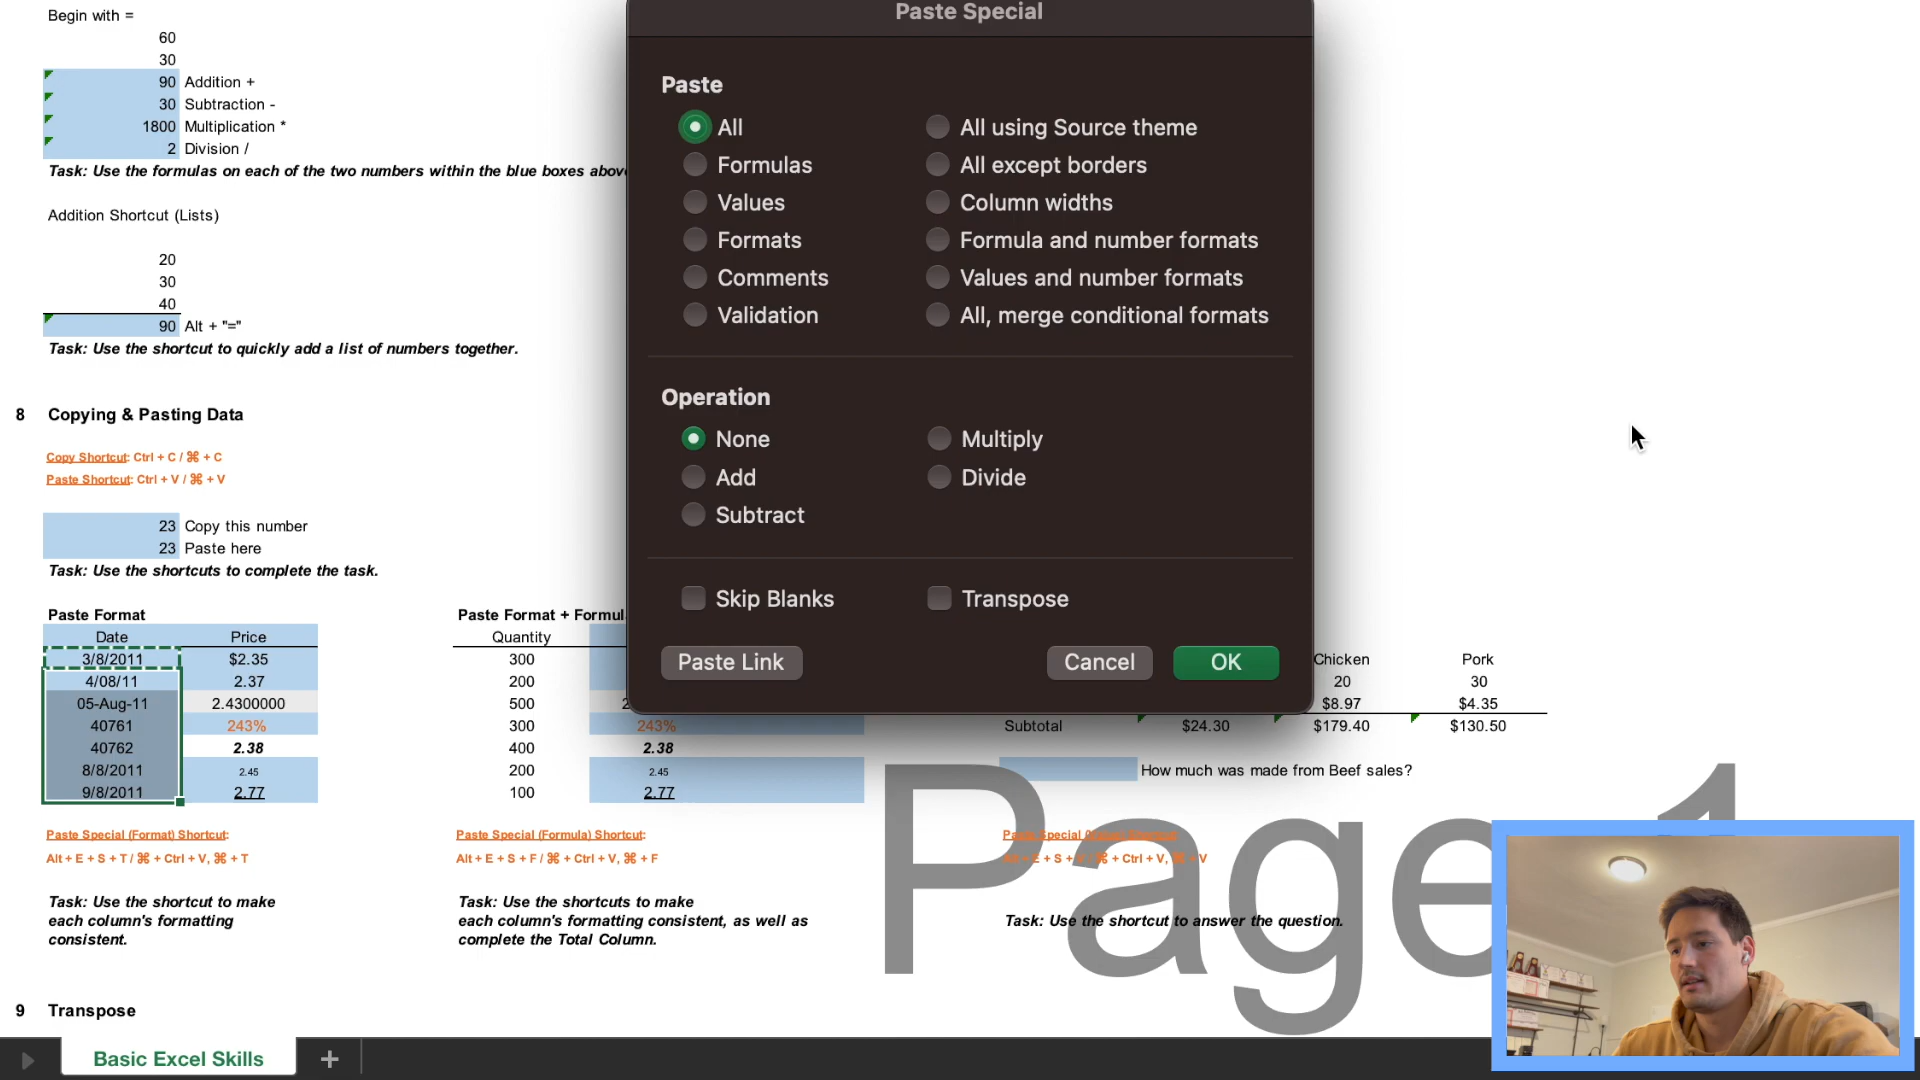 Begin with =
60
30
90 Addition +
30 Subtraction -
1800 Multiplication *
2 Division /
Task: Use the formulas on each of the two numbers within the blue boxes abov
Addition Shortcut (Lists)
20
30
40
90 Alt + "="
Task: Use the shortcut to quickly add a list of numbers together.
8 Copying & Pasting Data
Copy Shortcut: Ctrl + C / ⌘ + C
Paste Shortcut: Ctrl + V / ⌘ + V
23 Copy this number
23 Paste here
Task: Use the shortcuts to complete the task.
Paste Format
Date Price
3/8/2011 $2.35
4/08/11 2.37
05-Aug-11 2.4300000
40761 243%
40762 2.38
8/8/2011 2.45
9/8/2011 2.77
Paste Special (Format) Shortcut:
Alt + E + S + T / ⌘ + Ctrl + V, ⌘ + T
Task: Use the shortcut to make
each column's formatting
consistent.
Paste Format + Formul
Quantity
300
200
500 2
300 243%
400 2.38
200 2.45
100 2.77
Paste Special (Formula) Shortcut:
Alt + E + S + F / ⌘ + Ctrl + V, ⌘ + F
Task: Use the shortcuts to make
each column's formatting consistent, as well as
complete the Total Column.
Chicken Pork
20 30
$8.97 $4.35
Subtotal $24.30 $179.40 $130.50
How much was made from Beef sales?
Task: Use the shortcut to answer the question.
Page 1
9 Transpose
Basic Excel Skills
+
Paste Special
Paste
All All using Source theme
Formulas All except borders
Values Column widths
Formats Formula and number formats
Comments Values and number formats
Validation All, merge conditional formats
Operation
None Multiply
Add Divide
Subtract
Skip Blanks Transpose
Paste Link Cancel OK